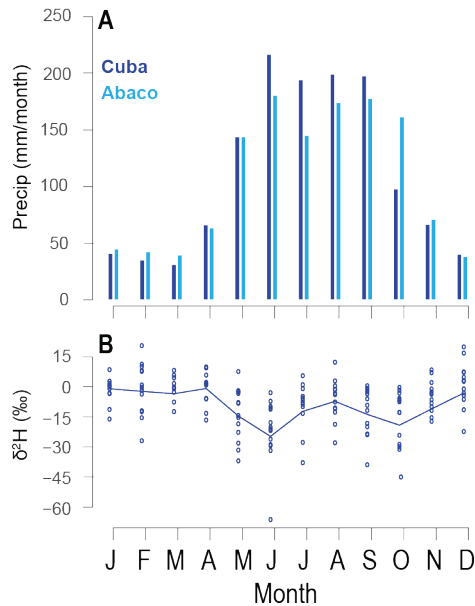 A
250
200
150
100
50
0
Precip (mm/month)
Cuba
Abaco
B
15
0
−15
−30
−45
−60
δ²H (‰)
J F M A M J J A S O N D
Month